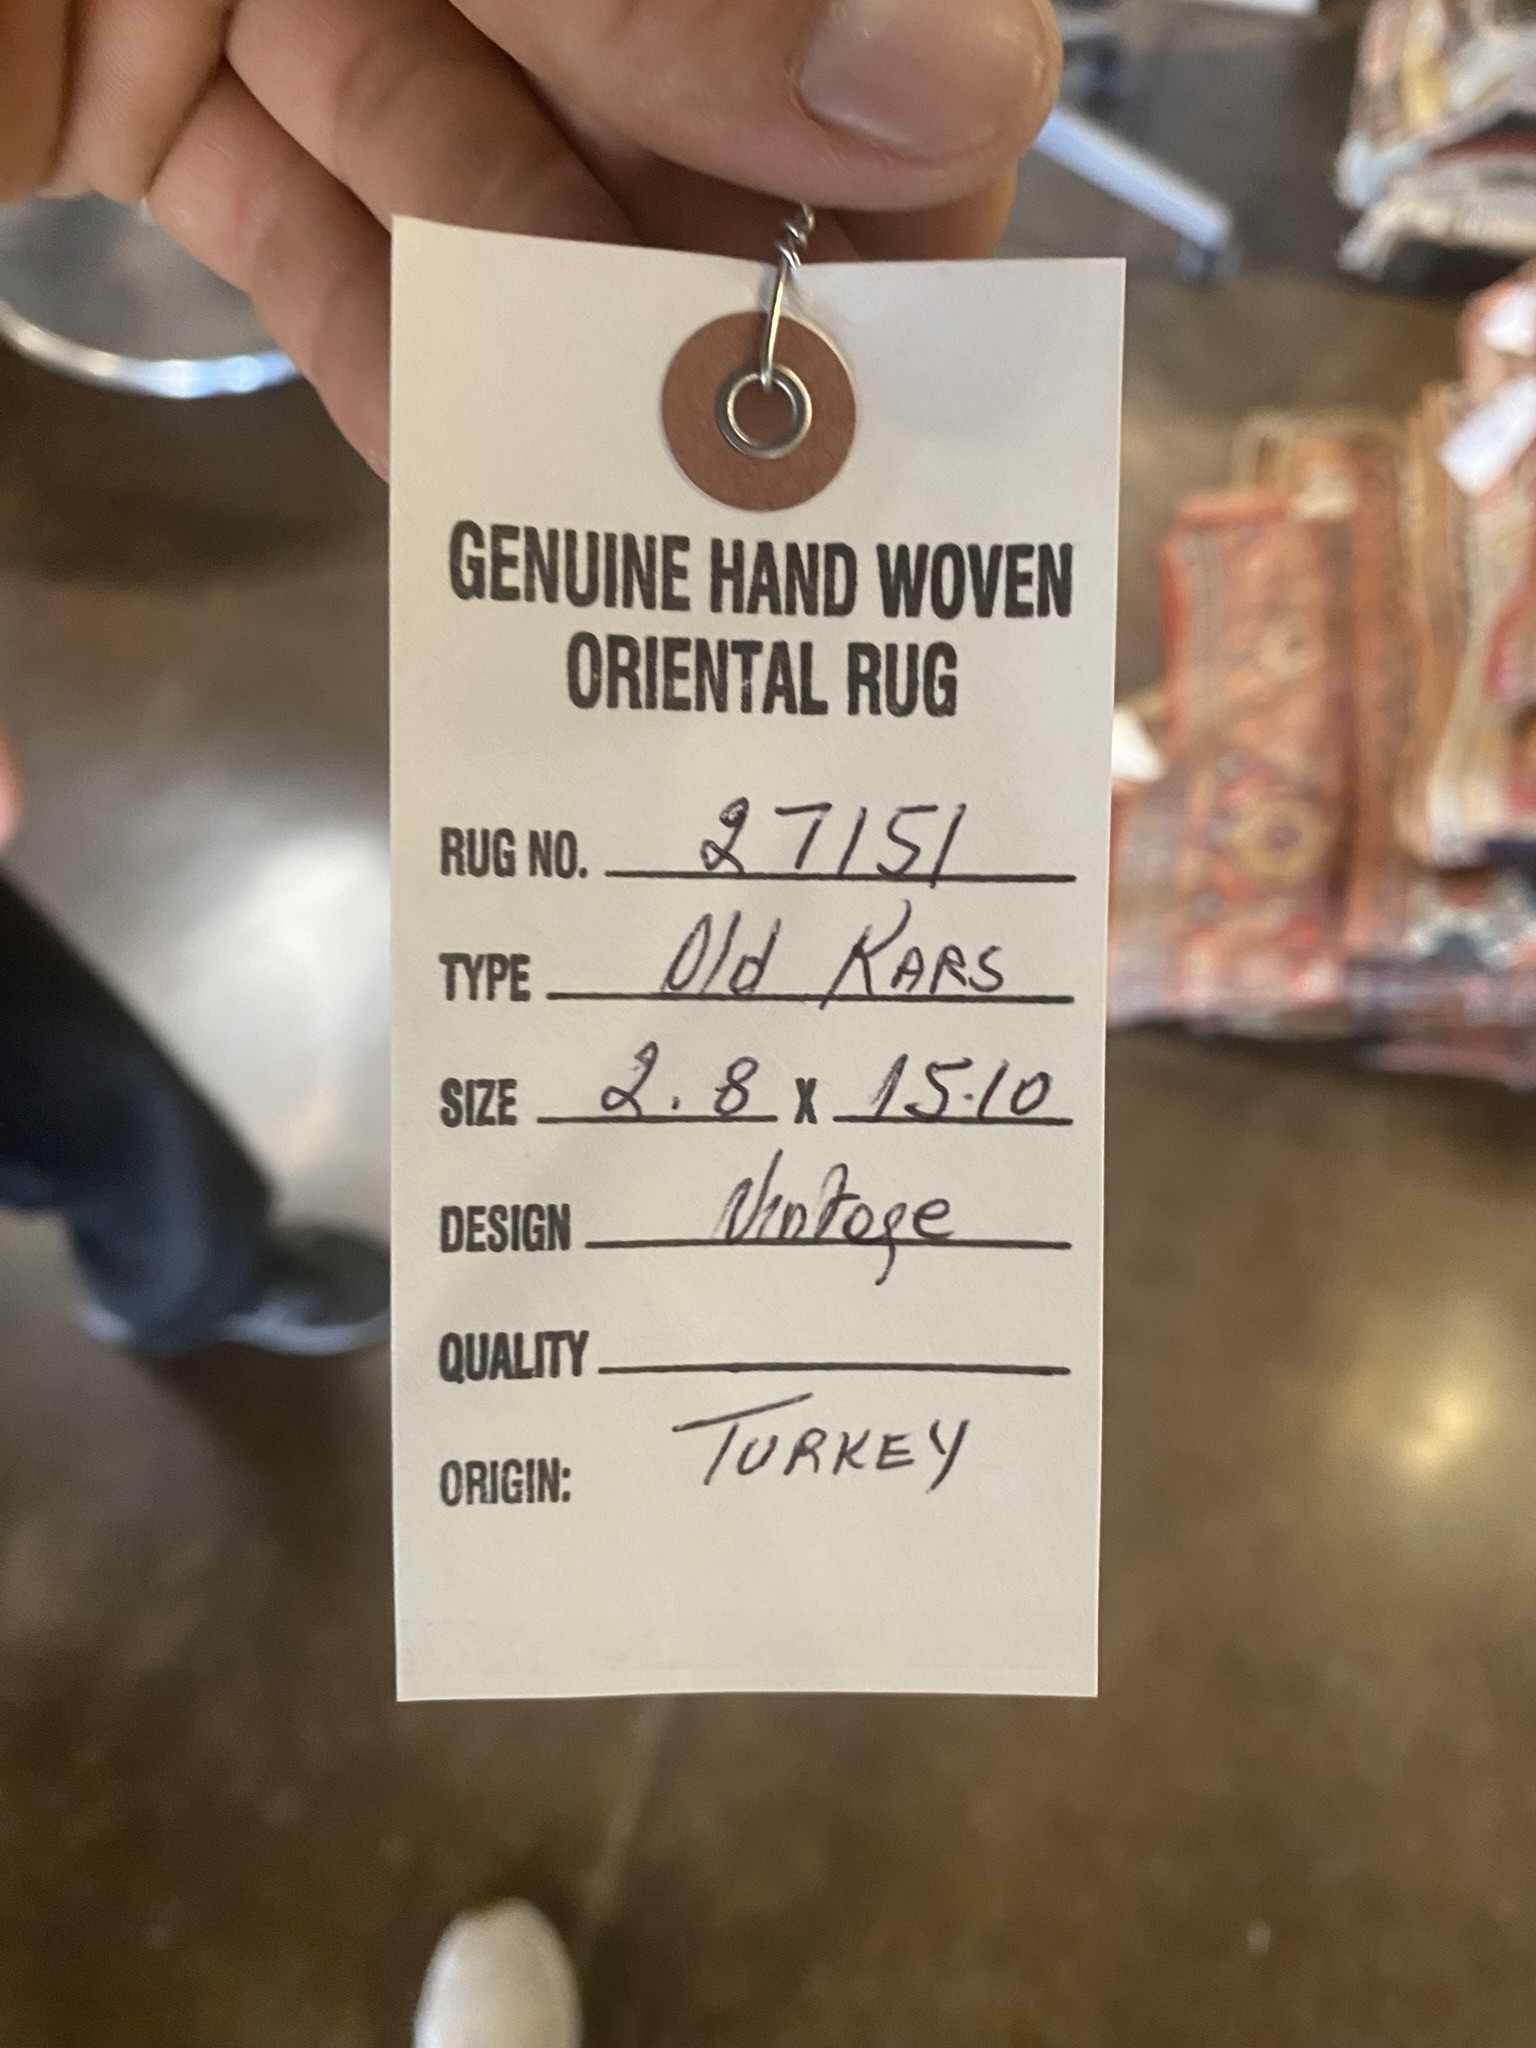 GENUINE HAND WOVEN
ORIENTAL RUG
RUG NO. 27151
TYPE Old KARS
SIZE 2.8 X 15.10
DESIGN Vintage
QUALITY
ORIGIN: TURKEY